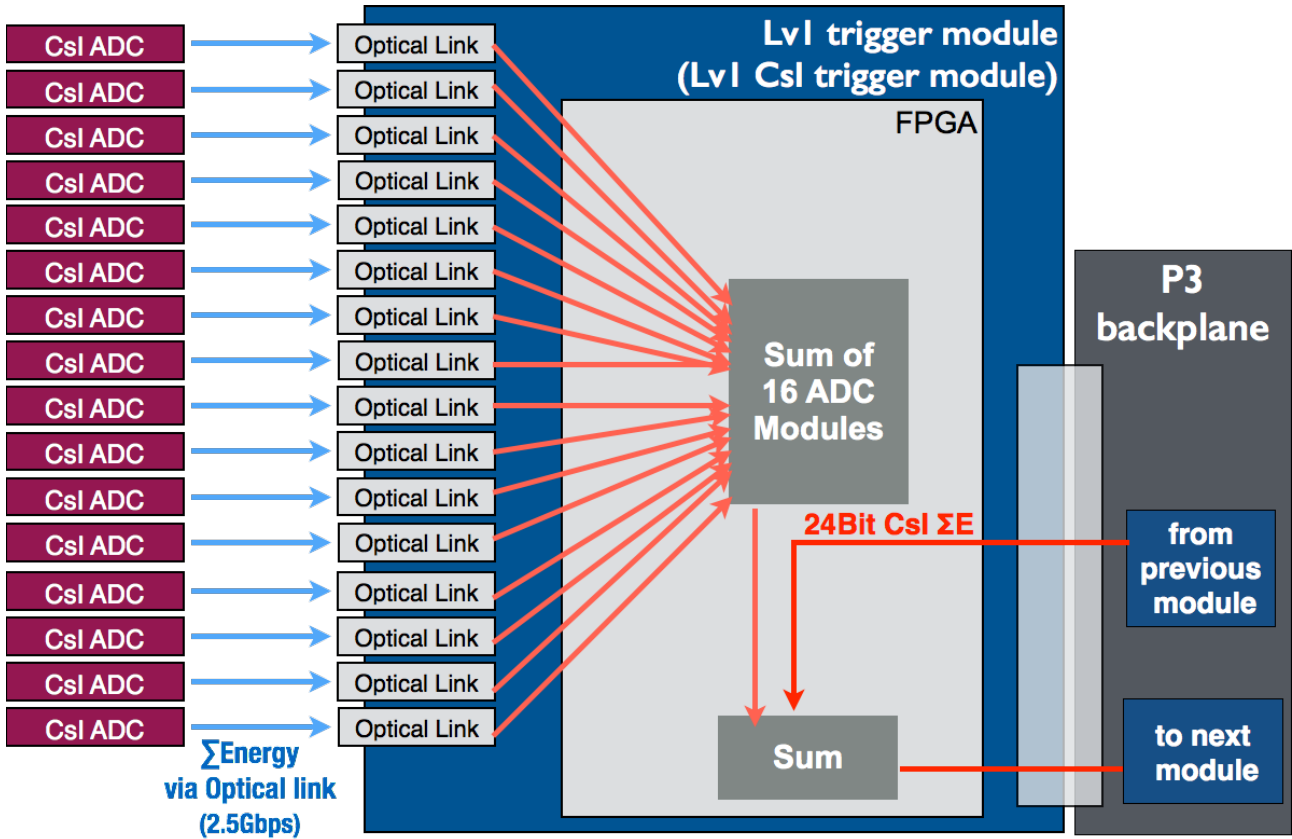 Lv1 trigger module
(Lv1 CsI trigger module)
FPGA
CsI ADC
Optical Link
CsI ADC
Optical Link
CsI ADC
Optical Link
CsI ADC
Optical Link
CsI ADC
Optical Link
CsI ADC
Optical Link
CsI ADC
Optical Link
CsI ADC
Optical Link
CsI ADC
Optical Link
CsI ADC
Optical Link
CsI ADC
Optical Link
CsI ADC
Optical Link
CsI ADC
Optical Link
CsI ADC
Optical Link
CsI ADC
Optical Link
CsI ADC
Optical Link
∑Energy
via Optical link
(2.5Gbps)
Sum of
16 ADC
Modules
24Bit CsI ΣE
Sum
P3
backplane
from
previous
module
to next
module